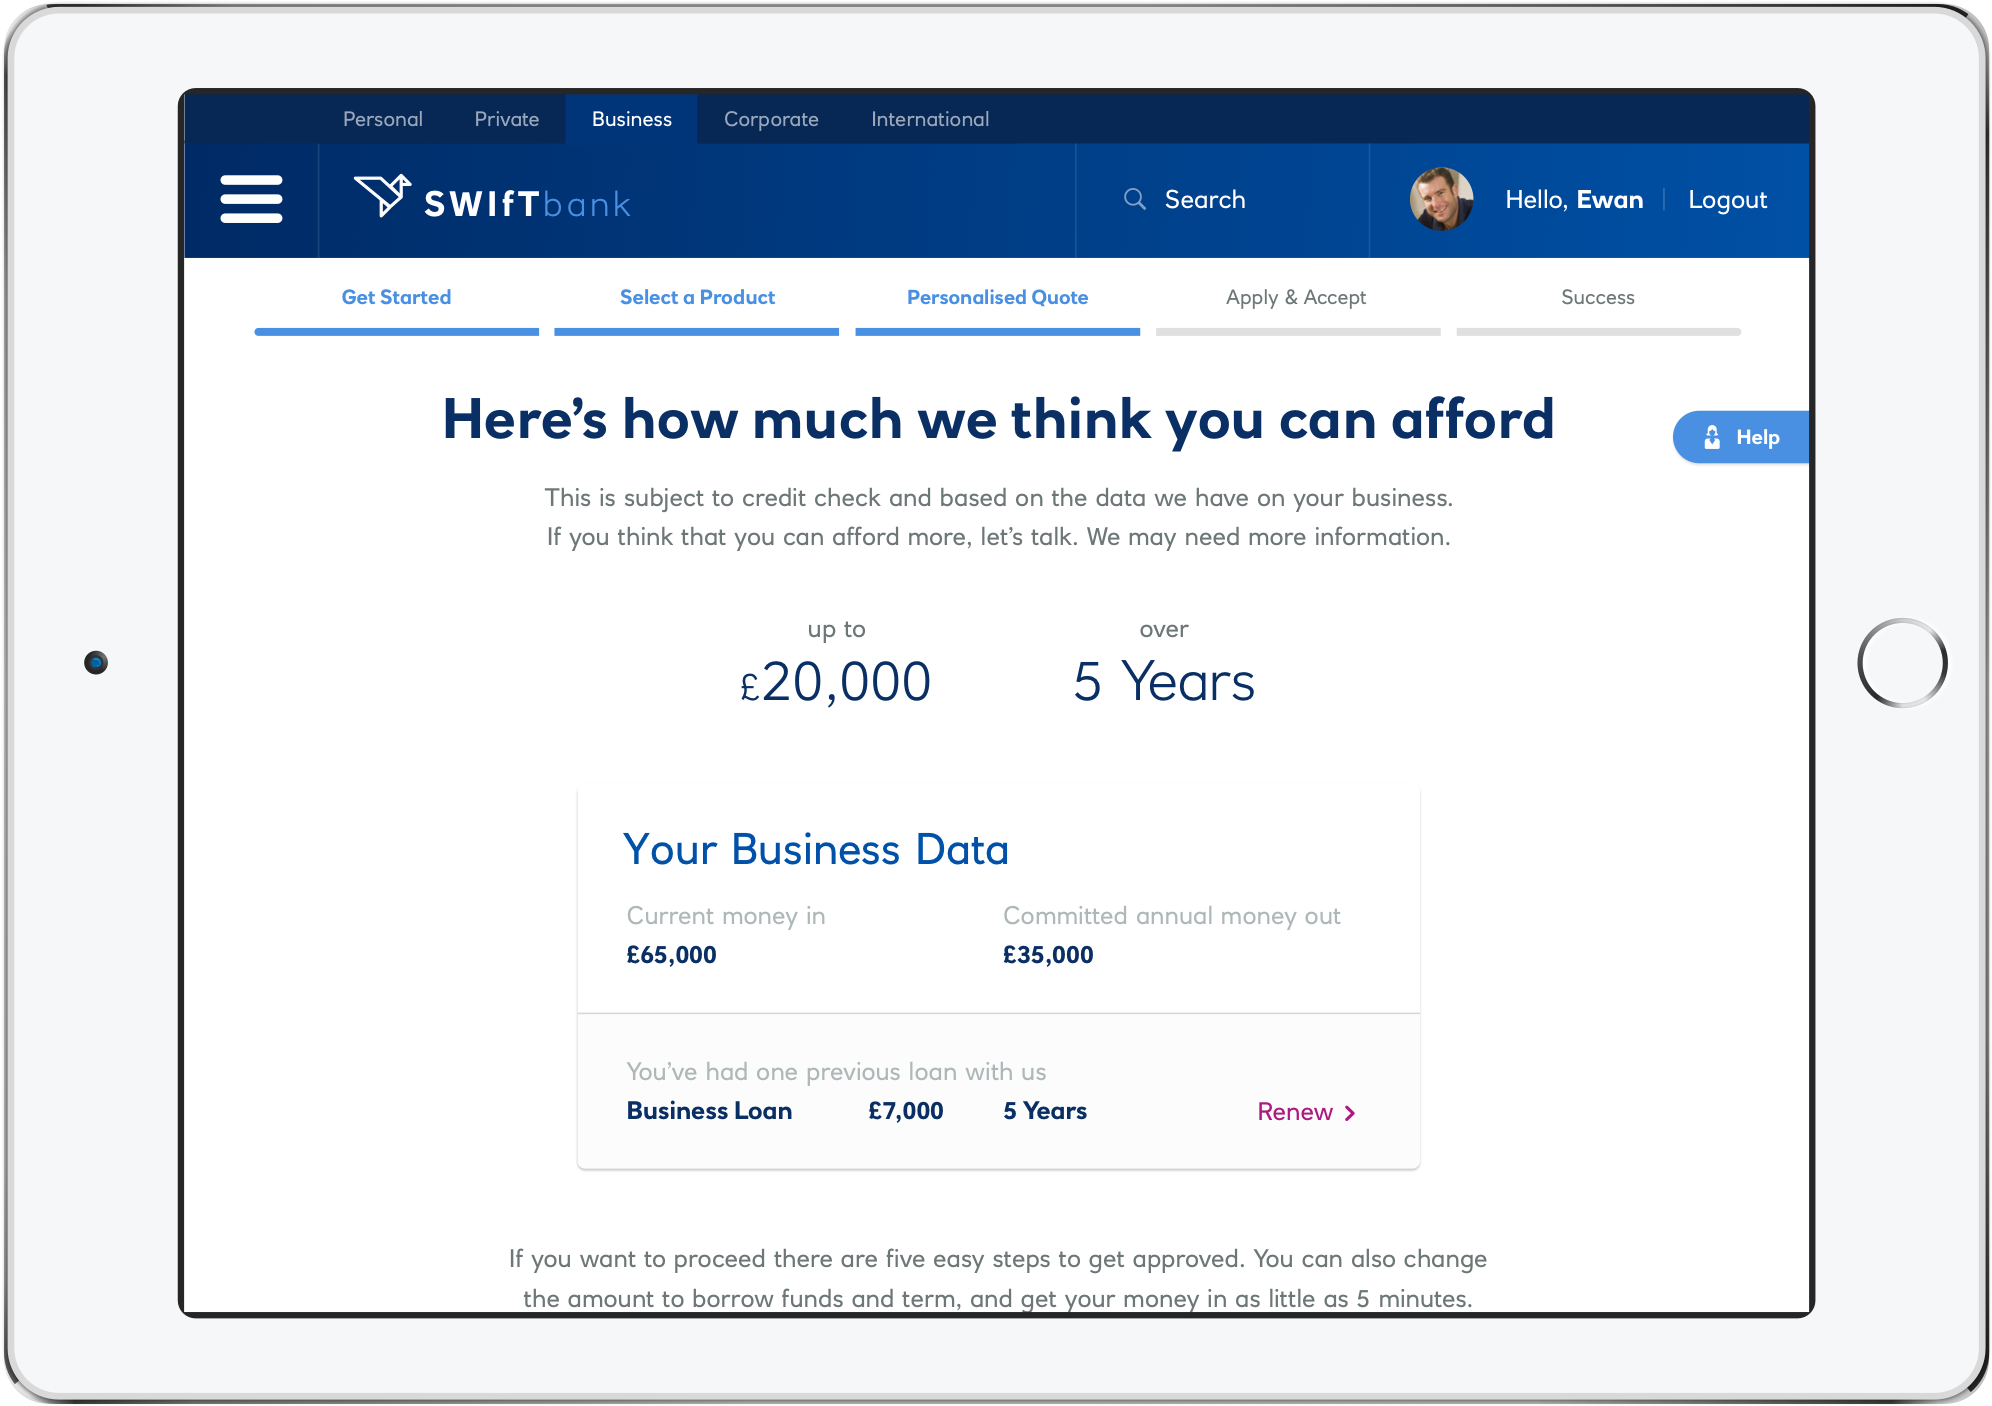 Personal Private Business Corporate International
SWIfTbank Search Hello, Ewan Logout
Get Started Select a Product Personalised Quote Apply & Accept Success
Here's how much we think you can afford
Help
This is subject to credit check and based on the data we have on your business.
If you think that you can afford more, let's talk. We may need more information.
up to over
£20,000 5 Years
Your Business Data
Current money in Committed annual money out
£65,000 £35,000
You've had one previous loan with us
Business Loan £7,000 5 Years Renew
If you want to proceed there are five easy steps to get approved. You can also change
the amount to borrow funds and term, and get your money in as little as 5 minutes.